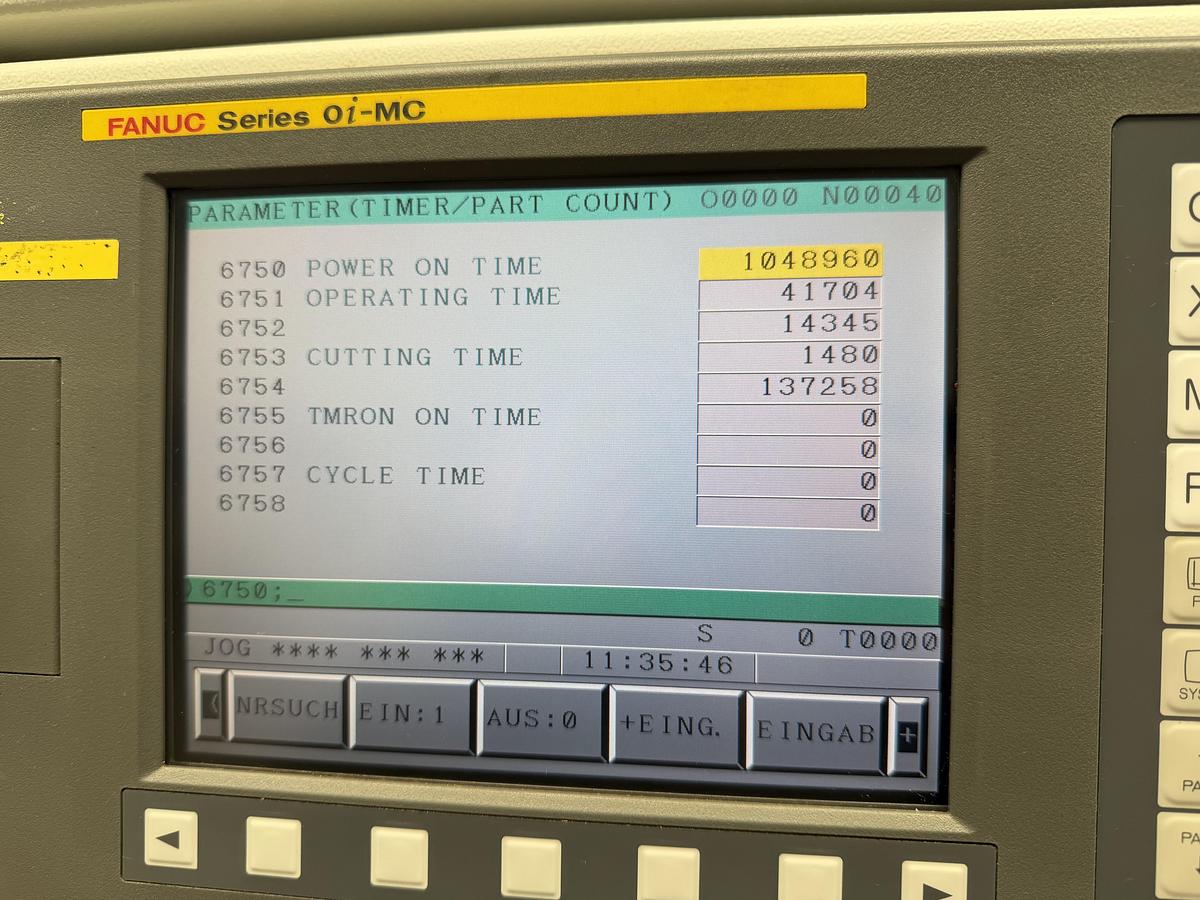 FANUC Series 0i-MC
PARAMETER(TIMER/PART COUNT) O0000 N00040
6750 POWER ON TIME 1048960
6751 OPERATING TIME 41704
6752 14345
6753 CUTTING TIME 1480
6754 137258
6755 TMRON ON TIME 0
6756 0
6757 CYCLE TIME 0
6758 0
)6750;_
S 0 T0000
JOG **** *** *** 11:35:46
NRSUCH EIN:1 AUS:0 +EING. EINGAB +